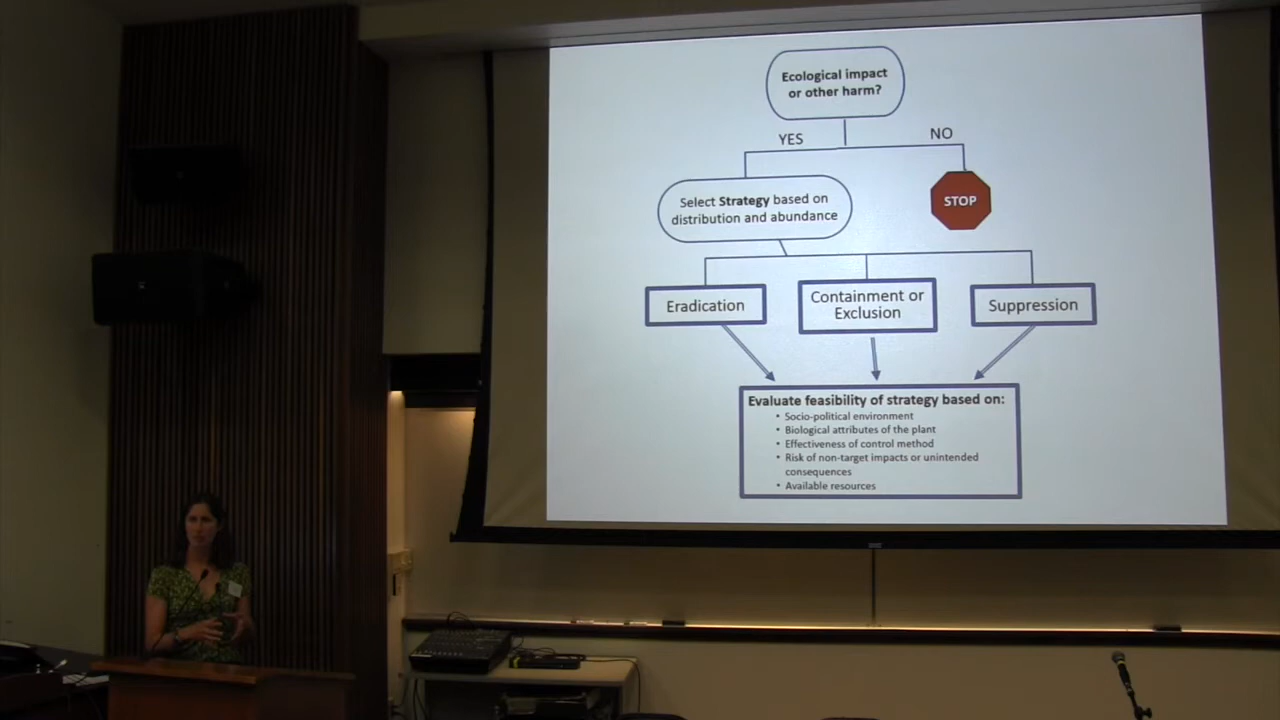 Ecological impact
or other harm?
YES
NO
Select Strategy based on
distribution and abundance
STOP
Eradication
Containment or
Exclusion
Suppression
Evaluate feasibility of strategy based on:
• Socio-political environment
• Biological attributes of the plant
• Effectiveness of control method
• Risk of non-target impacts or unintended
consequences
• Available resources